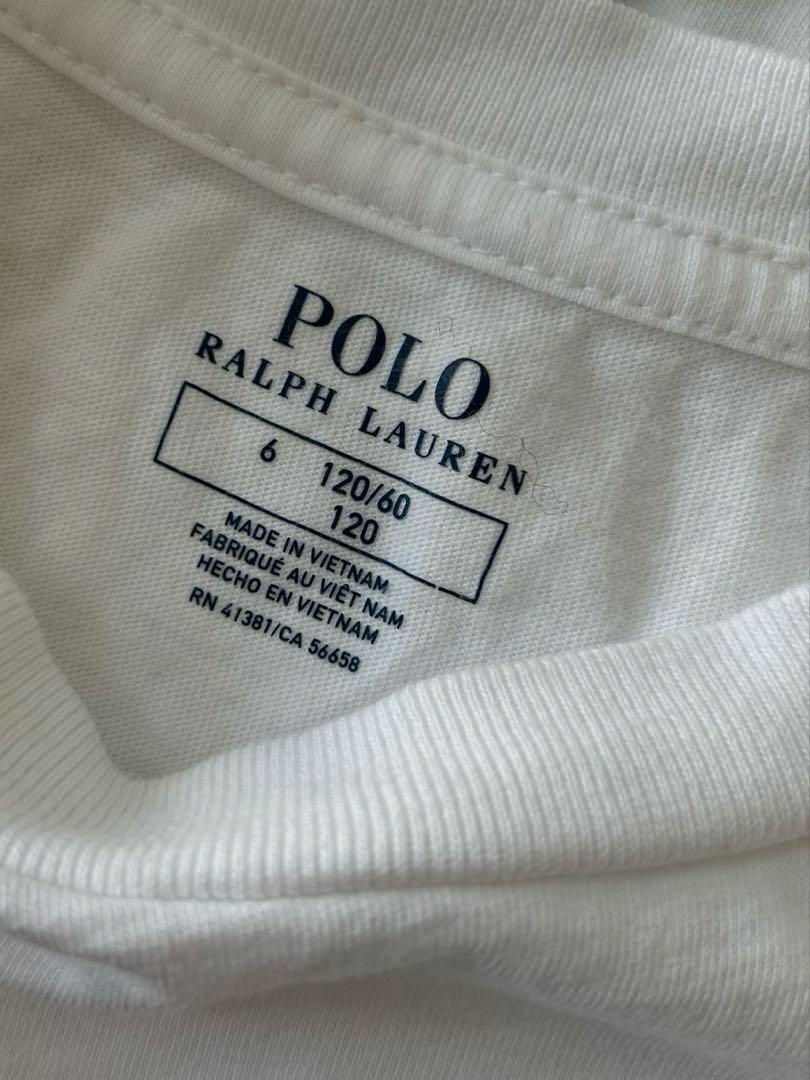 POLO
RALPH LAUREN
6 120/60
120
MADE IN VIETNAM
FABRIQUÉ AU VIÊT NAM
HECHO EN VIETNAM
RN 41381/CA 56658